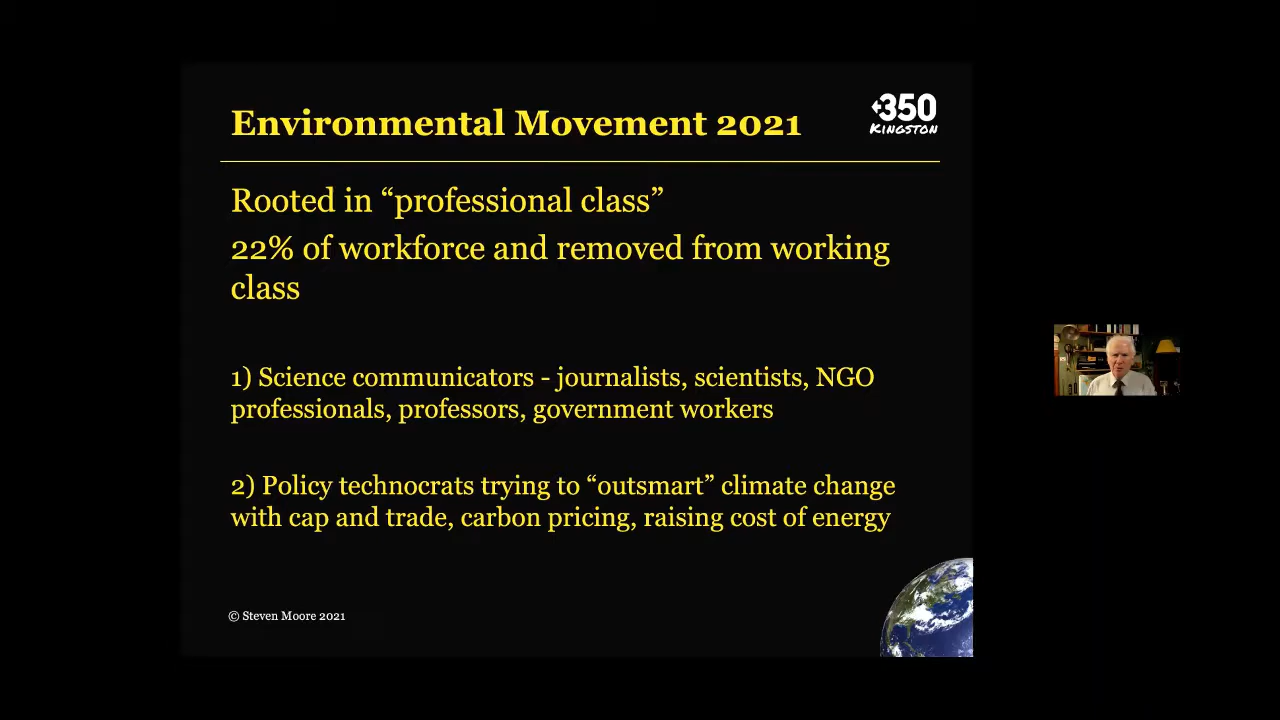 Environmental Movement 2021
350
KINGSTON
Rooted in “professional class”
22% of workforce and removed from working
class
1) Science communicators - journalists, scientists, NGO
professionals, professors, government workers
2) Policy technocrats trying to “outsmart” climate change
with cap and trade, carbon pricing, raising cost of energy
© Steven Moore 2021